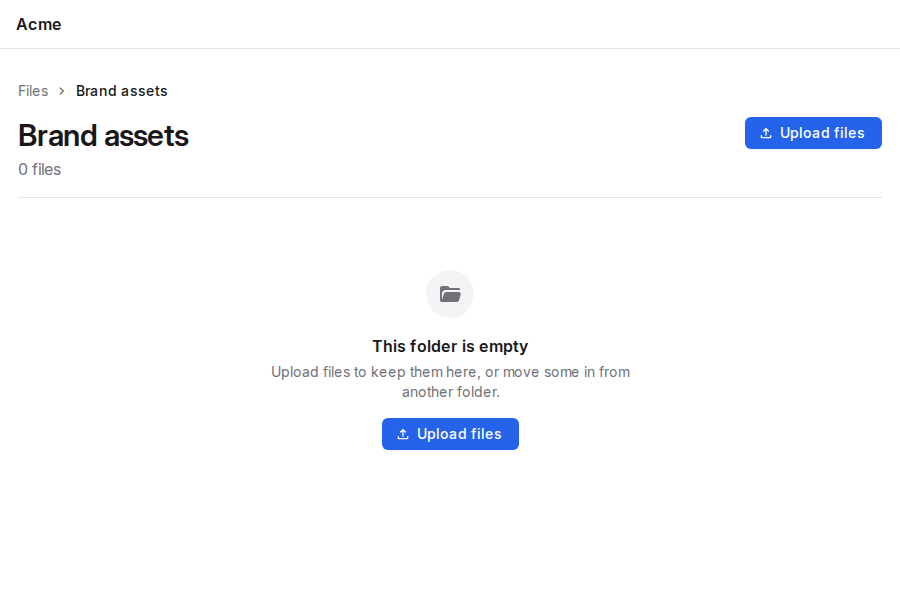 Acme
Files > Brand assets
Brand assets
Upload files
0 files
This folder is empty
Upload files to keep them here, or move some in from
another folder.
Upload files